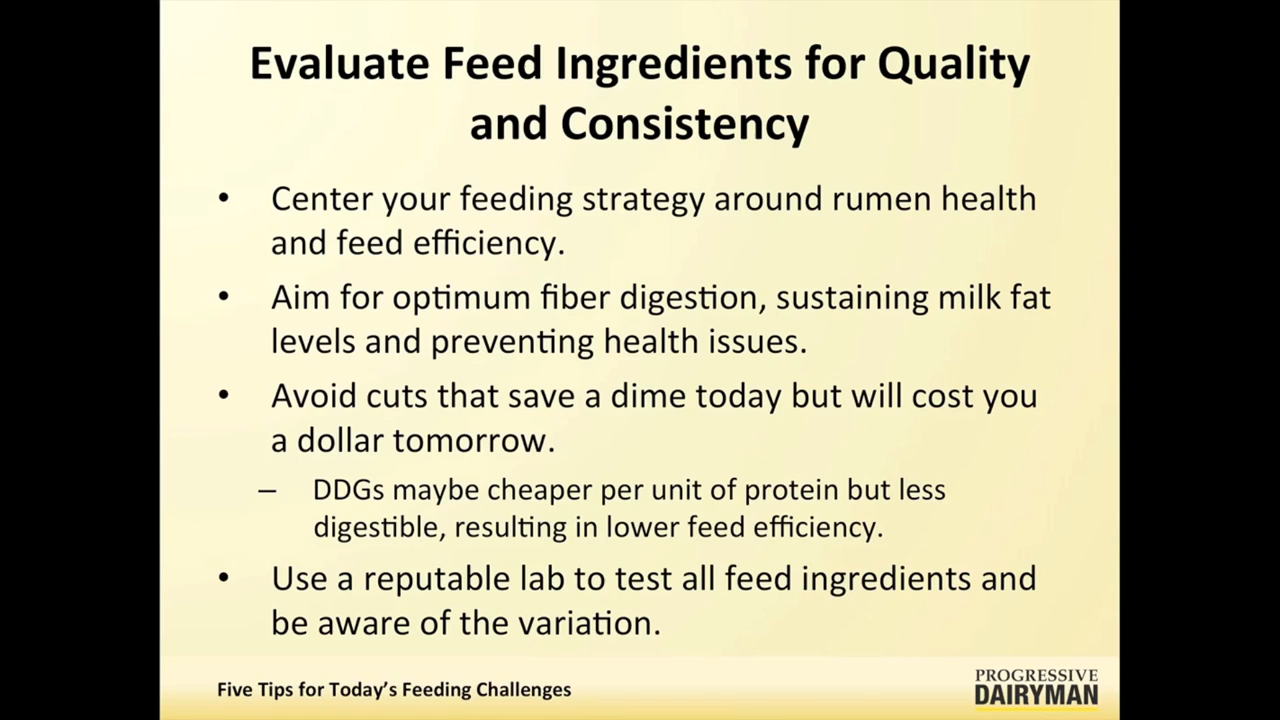 Evaluate Feed Ingredients for Quality
and Consistency
• Center your feeding strategy around rumen health
and feed efficiency.
• Aim for optimum fiber digestion, sustaining milk fat
levels and preventing health issues.
• Avoid cuts that save a dime today but will cost you
a dollar tomorrow.
– DDGs maybe cheaper per unit of protein but less
digestible, resulting in lower feed efficiency.
• Use a reputable lab to test all feed ingredients and
be aware of the variation.
Five Tips for Today’s Feeding Challenges
PROGRESSIVE
DAIRYMAN